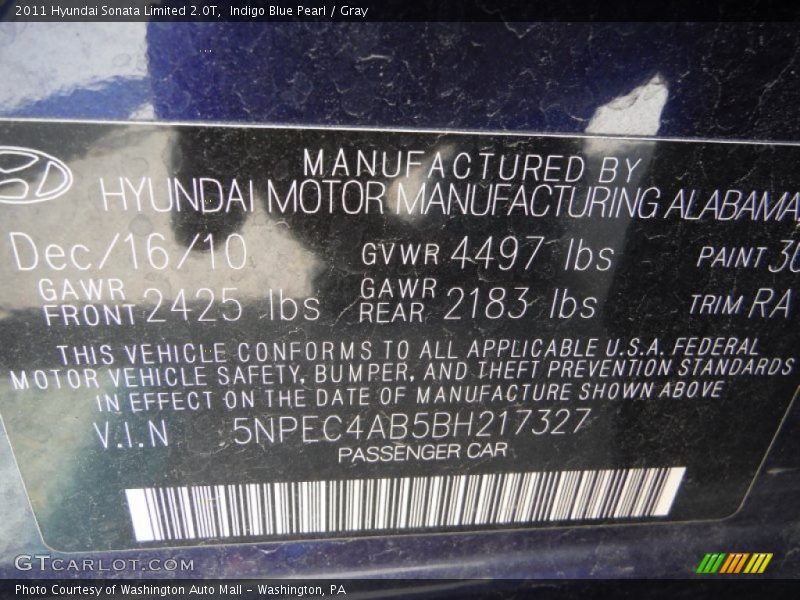 2011 Hyundai Sonata Limited 2.0T,  Indigo Blue Pearl / Gray
MANUFACTURED BY
HYUNDAI MOTOR MANUFACTURING ALABAMA
Dec/16/10 GVWR 4497 lbs PAINT
GAWR FRONT 2425 lbs GAWR REAR 2183 lbs TRIM RA
THIS VEHICLE CONFORMS TO ALL APPLICABLE U.S.A. FEDERAL
MOTOR VEHICLE SAFETY, BUMPER, AND THEFT PREVENTION STANDARDS
IN EFFECT ON THE DATE OF MANUFACTURE SHOWN ABOVE
V.I.N 5NPEC4AB5BH217327
PASSENGER CAR
GTCARLOT.COM
Photo Courtesy of Washington Auto Mall - Washington, PA